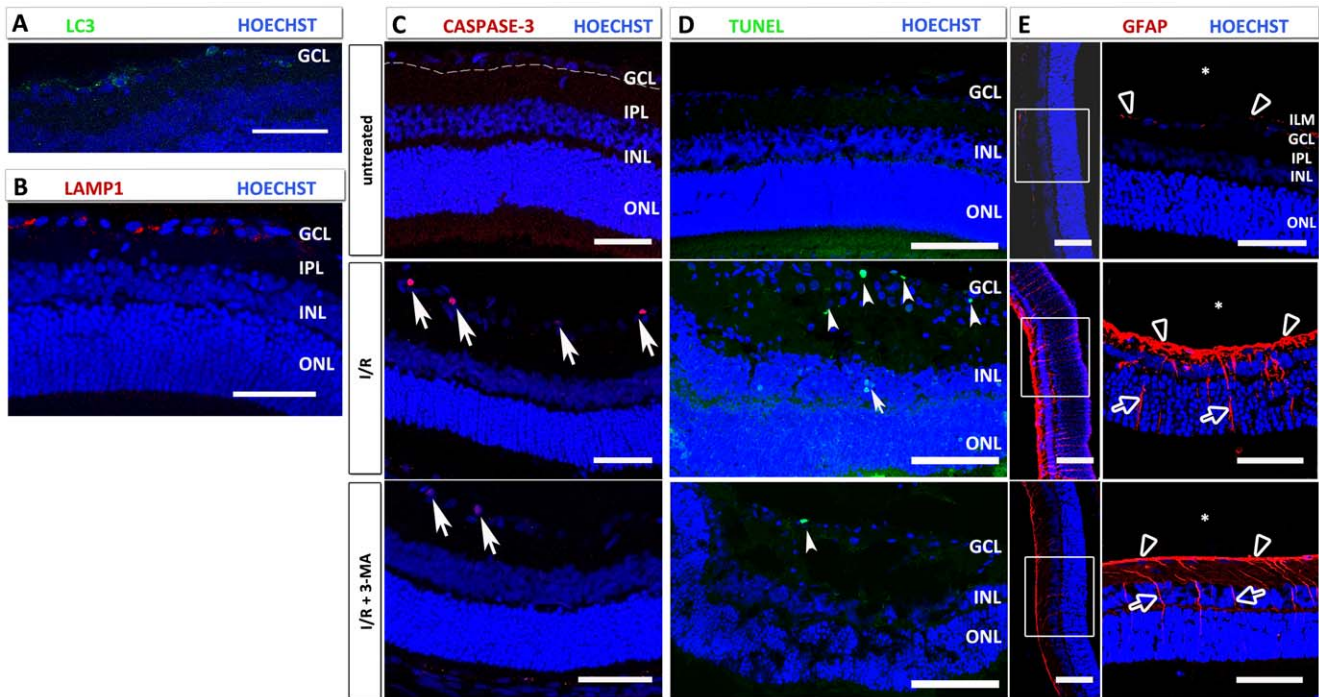 A
LC3 HOECHST
GCL
B
LAMP1 HOECHST
GCL
IPL
INL
ONL
C
CASPASE-3 HOECHST
untreated
GCL
IPL
INL
ONL
I/R
I/R + 3-MA
D
TUNEL HOECHST
GCL
INL
ONL
GCL
INL
ONL
GCL
INL
ONL
E
GFAP HOECHST
*
ILM
GCL
IPL
INL
ONL
*
*